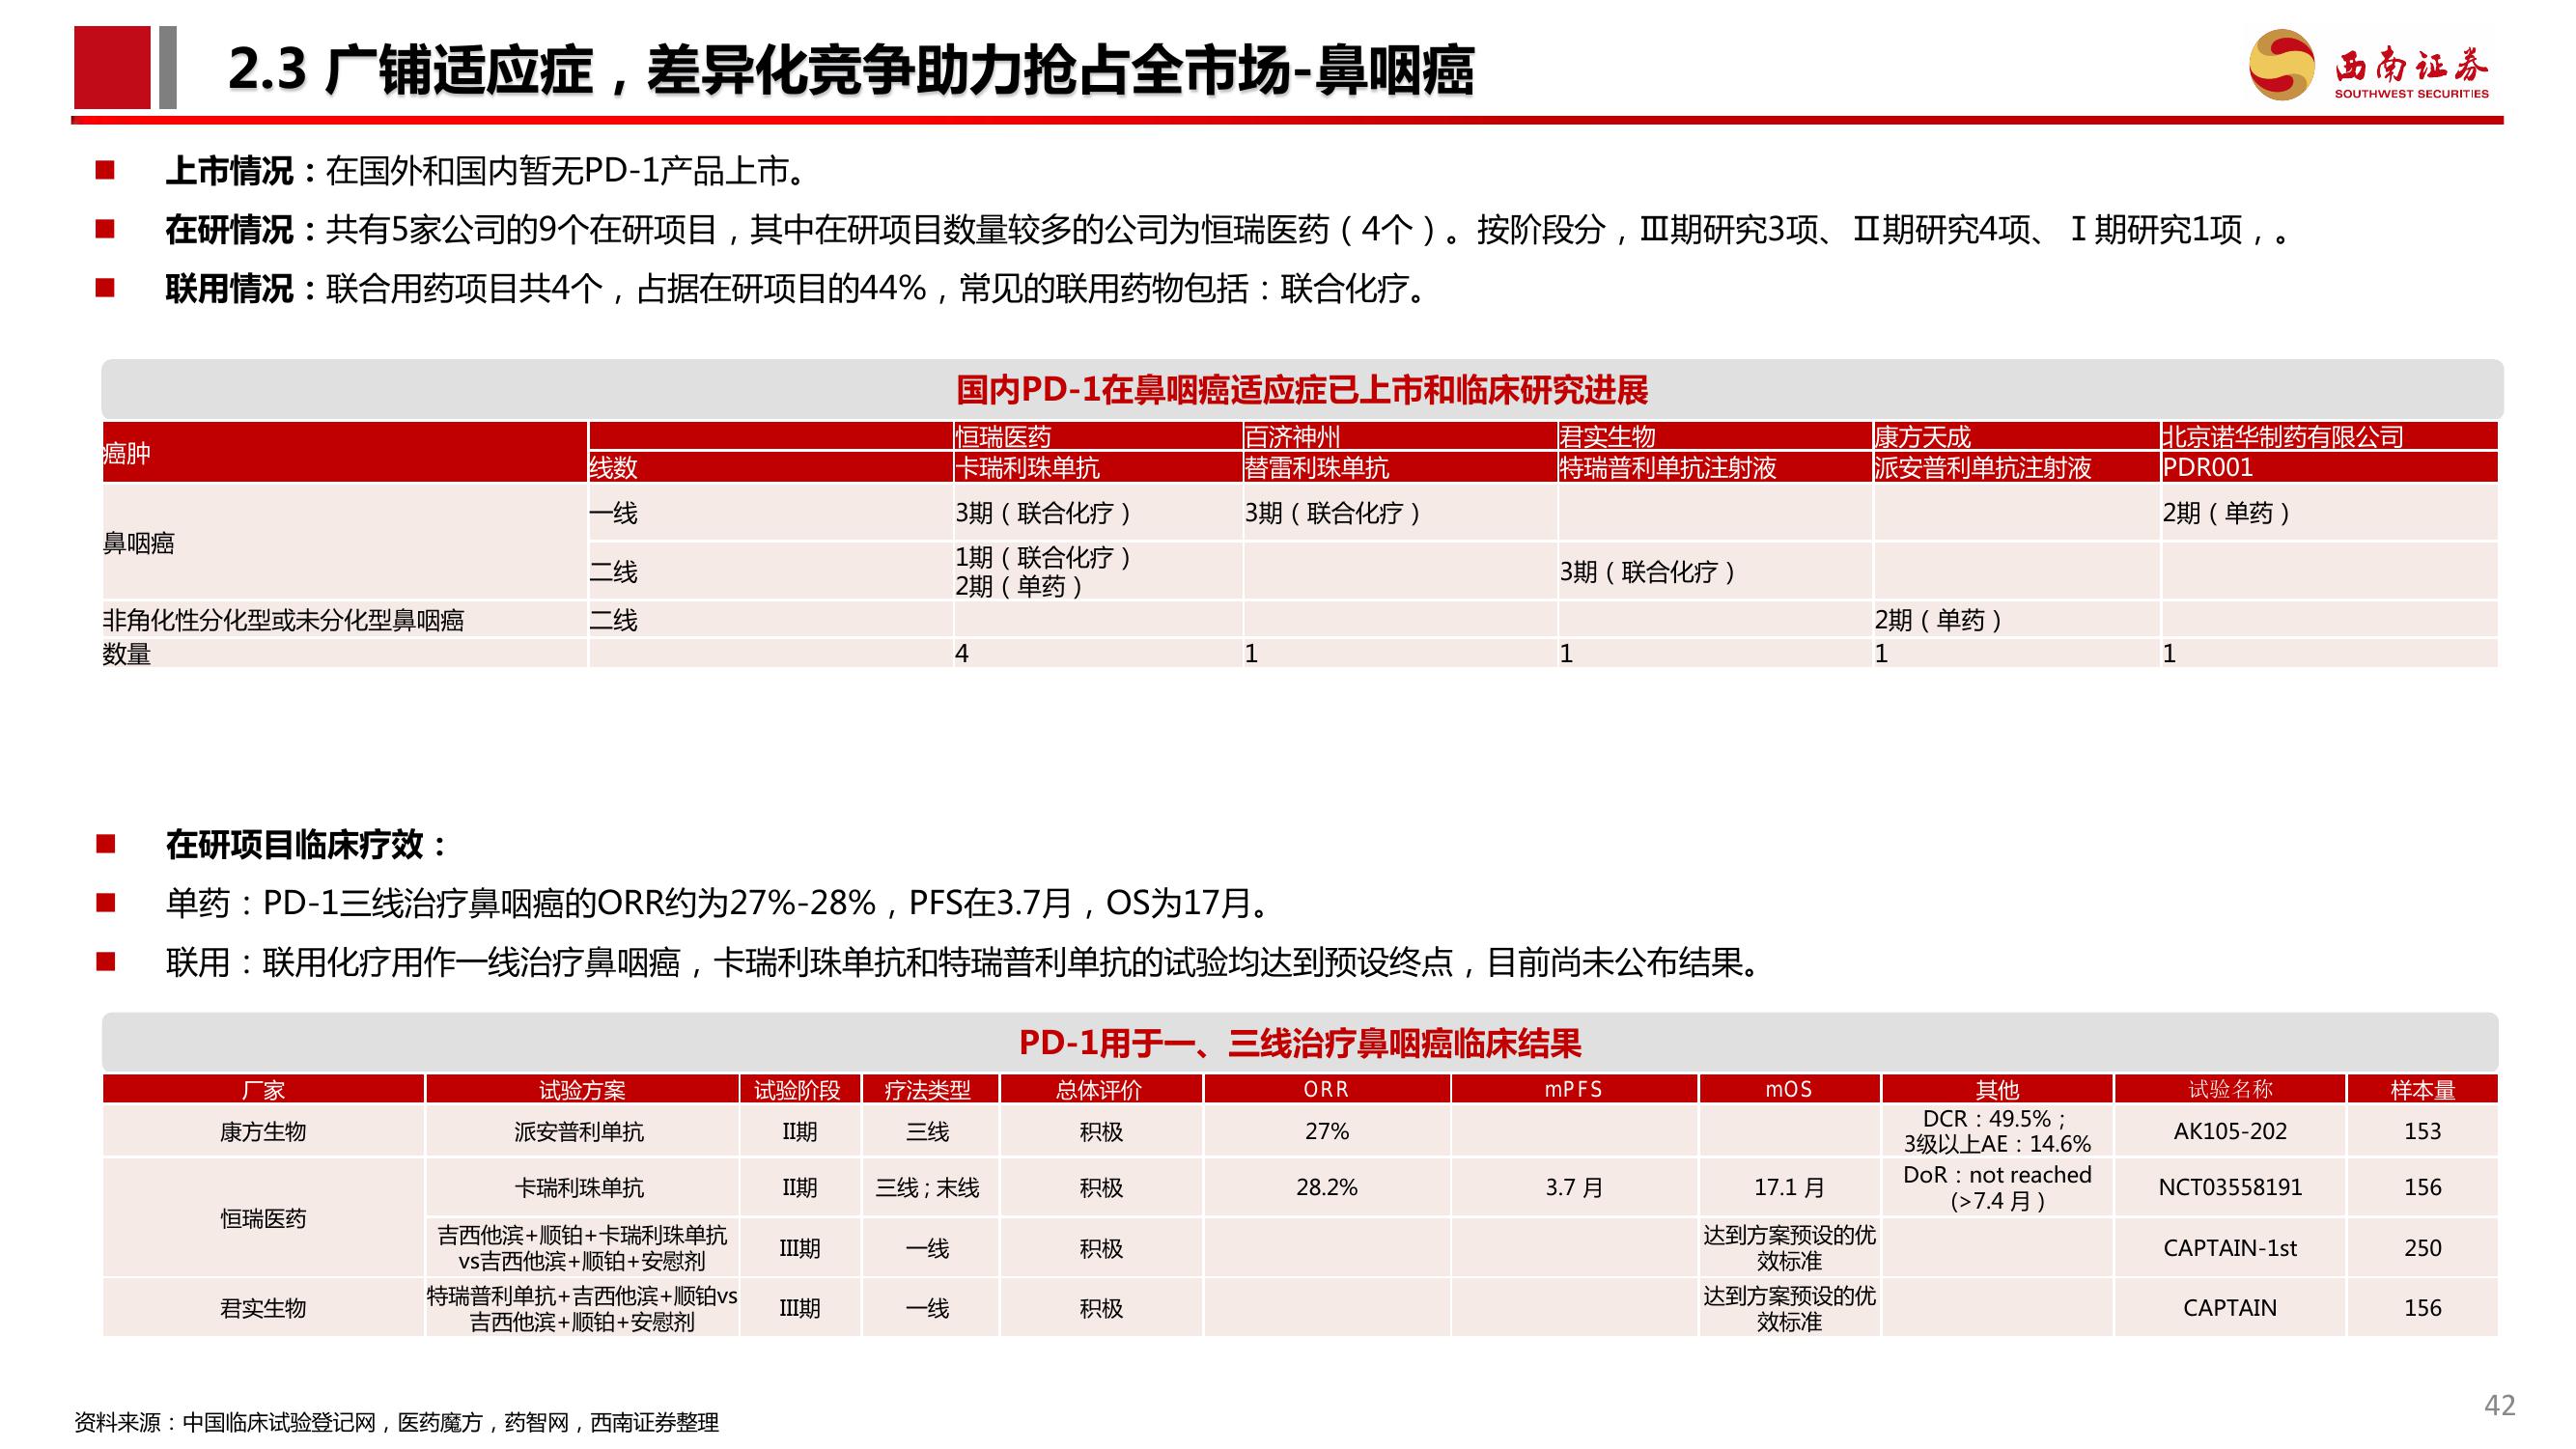 2.3 广铺适应症，差异化竞争助力抢占全市场-鼻咽癌
西南证券
SOUTHWEST SECURITIES
上市情况：在国外和国内暂无PD-1产品上市。
在研情况：共有5家公司的9个在研项目，其中在研项目数量较多的公司为恒瑞医药（4个）。按阶段分，Ⅲ期研究3项、Ⅱ期研究4项、Ⅰ期研究1项，。
联用情况：联合用药项目共4个，占据在研项目的44%，常见的联用药物包括：联合化疗。
国内PD-1在鼻咽癌适应症已上市和临床研究进展
癌肿 恒瑞医药 百济神州 君实生物 康方天成 北京诺华制药有限公司
线数 卡瑞利珠单抗 替雷利珠单抗 特瑞普利单抗注射液 派安普利单抗注射液 PDR001
鼻咽癌 一线 3期（联合化疗） 3期（联合化疗） 2期（单药）
二线 1期（联合化疗） 3期（联合化疗）
2期（单药）
非角化性分化型或未分化型鼻咽癌 二线 2期（单药）
数量 4 1 1 1 1
在研项目临床疗效：
单药：PD-1三线治疗鼻咽癌的ORR约为27%-28%，PFS在3.7月，OS为17月。
联用：联用化疗用作一线治疗鼻咽癌，卡瑞利珠单抗和特瑞普利单抗的试验均达到预设终点，目前尚未公布结果。
PD-1用于一、三线治疗鼻咽癌临床结果
厂家 试验方案 试验阶段 疗法类型 总体评价 ORR mPFS mOS 其他 试验名称 样本量
康方生物 派安普利单抗 II期 三线 积极 27% DCR：49.5%； AK105-202 153
3级以上AE：14.6%
恒瑞医药 卡瑞利珠单抗 II期 三线；末线 积极 28.2% 3.7 月 17.1 月 DoR：not reached NCT03558191 156
(>7.4 月）
吉西他滨+顺铂+卡瑞利珠单抗 III期 一线 积极 达到方案预设的优 CAPTAIN-1st 250
vs吉西他滨+顺铂+安慰剂 效标准
君实生物 特瑞普利单抗+吉西他滨+顺铂vs III期 一线 积极 达到方案预设的优 CAPTAIN 156
吉西他滨+顺铂+安慰剂 效标准
资料来源：中国临床试验登记网，医药魔方，药智网，西南证券整理
42